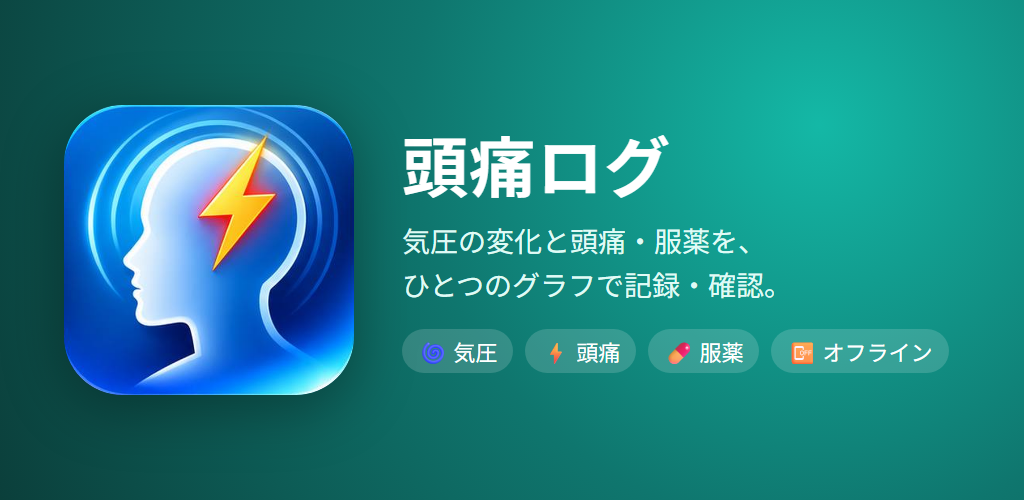 頭痛ログ
気圧の変化と頭痛・服薬を、
ひとつのグラフで記録・確認。
🌀 気圧 ⚡ 頭痛 💊 服薬 📴 オフライン